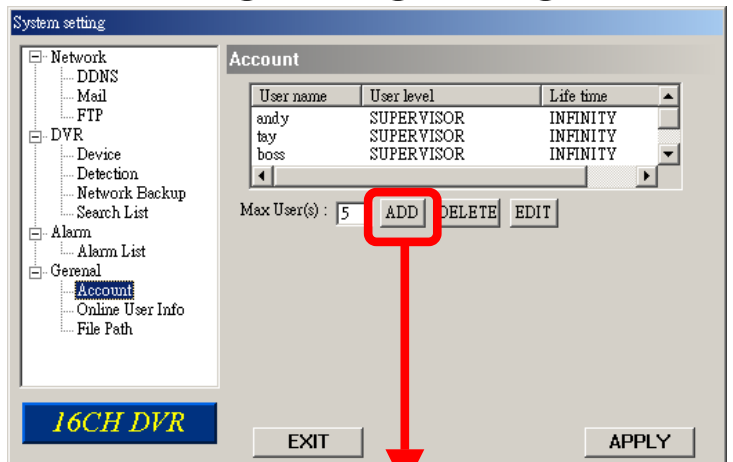 System setting
Network
DDNS
Mail
FTP
DVR
Device
Detection
Network Backup
Search List
Alarm
Alarm List
Gerenal
Account
Online User Info
File Path
16CH DVR
Account
User name User level Life time
andy SUPERVISOR INFINITY
tay SUPERVISOR INFINITY
boss SUPERVISOR INFINITY
Max User(s) : 5 ADD DELETE EDIT
EXIT APPLY